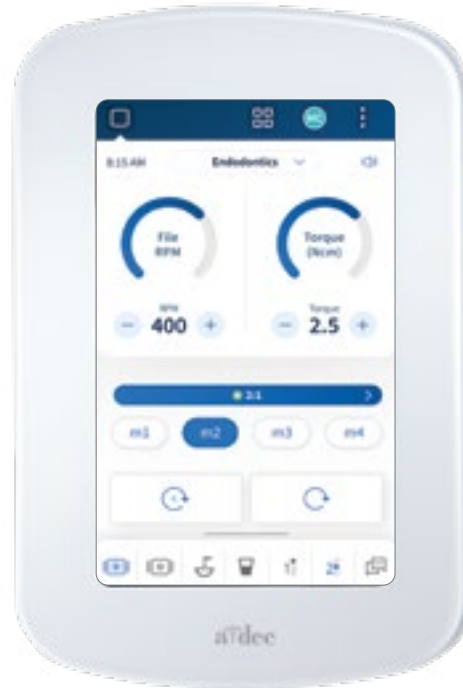 8:15 AM Endodontics
File
RPM
Torque
(Ncm)
RPM
Torque
400
2.5
2:1
m1 m2 m3 m4
a-dec